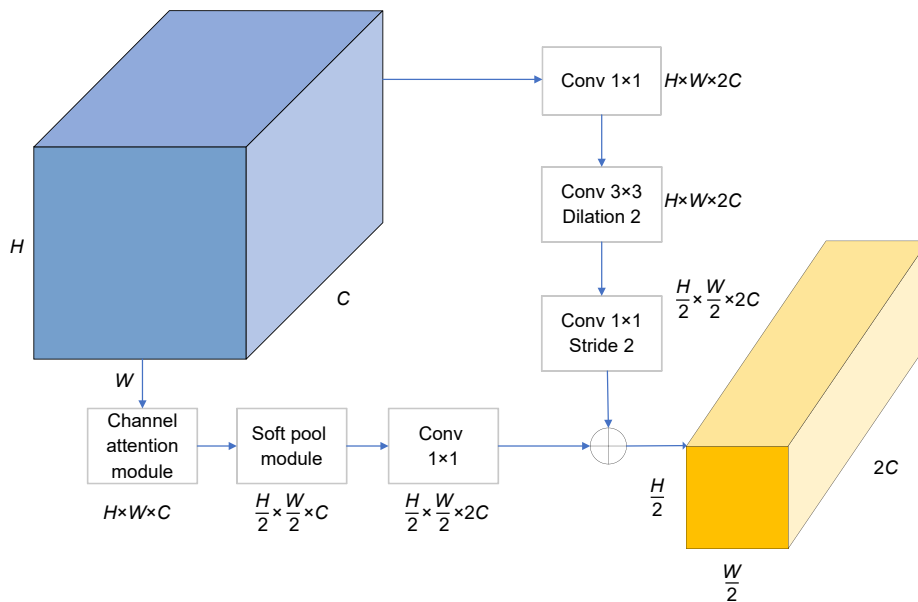 Conv 1×1
H×W×2C
Conv 3×3
Dilation 2
H×W×2C
H
C
H/2 × W/2 ×2C
Conv 1×1
Stride 2
W
Channel
attention
module
Soft pool
module
Conv
1×1
H×W×C
H/2 × W/2 ×C
H/2 × W/2 ×2C
H/2
2C
W/2